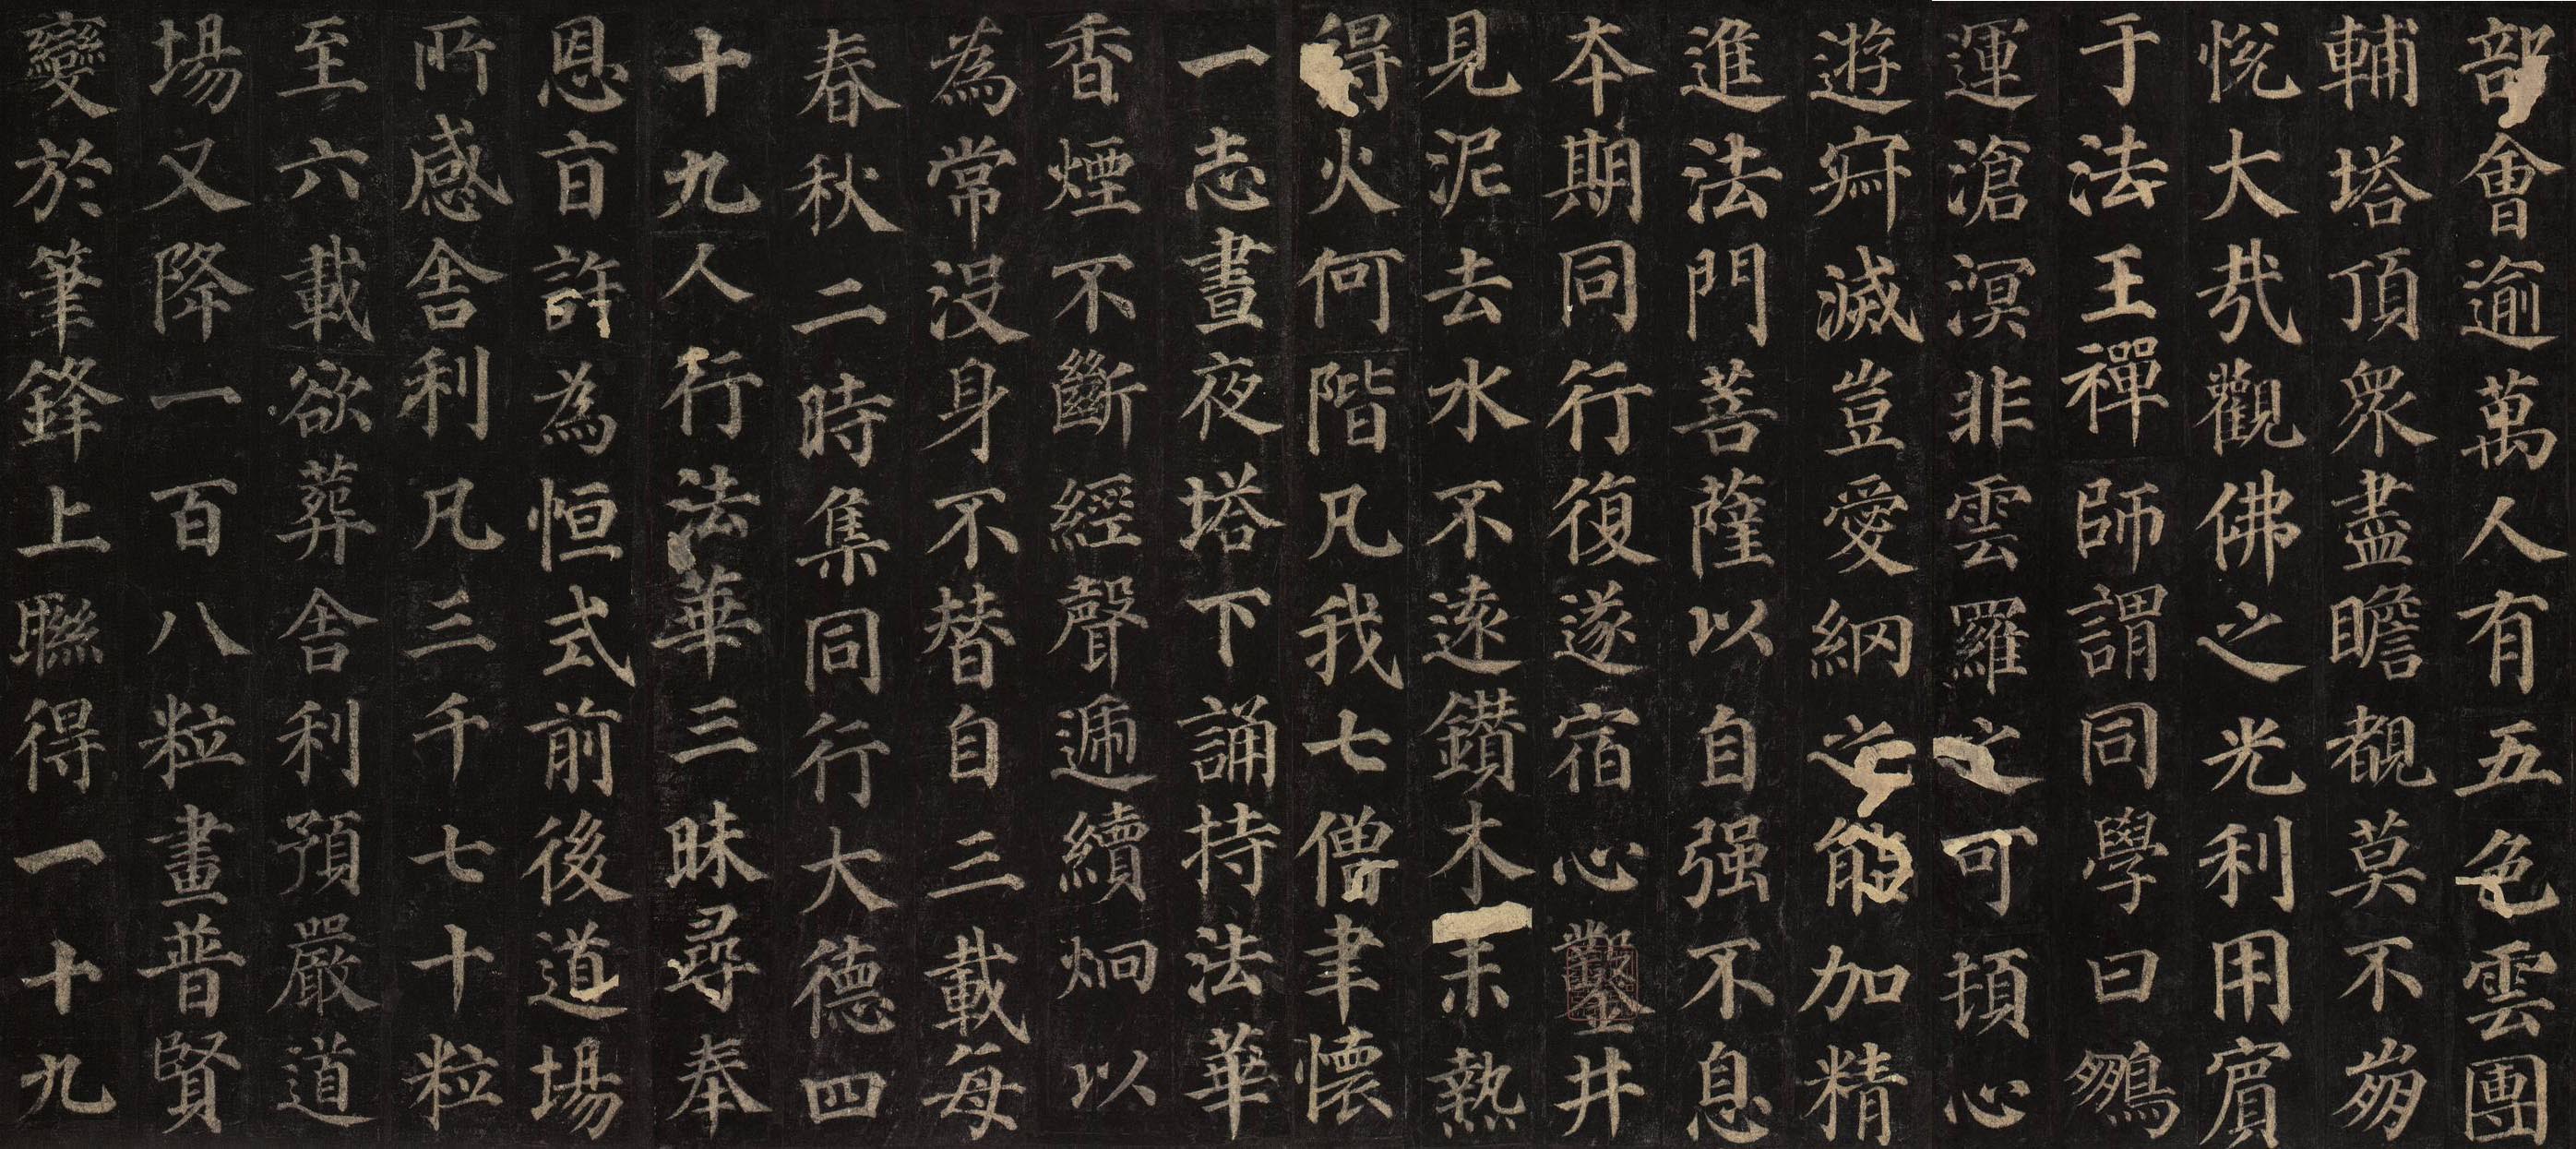 部會逾萬人有五色雲團
輔塔頂衆盡瞻覩莫不崩
悅大哉觀佛之光利用賓
于法王禪師謂同學曰鵬
運滄溟非雲羅之可頓心
遊寂滅豈愛網之能加精
進法門菩薩以自强不息
本期同行復遂宿心鑿井
見泥去水不遠鑽木未熱
得火何階凡我七僧聿懷
一志晝夜塔下誦持法華
香煙不斷經聲遞續炯以
為常沒身不替自三載每
春秋二時集同行大德四
十九人行法華三昧尋奉
恩旨許為恒式前後道場
所感舍利凡三千七十粒
至六載欲葬舍利預嚴道
場又降一百八粒畫普賢
變於筆鋒上聯得一十九